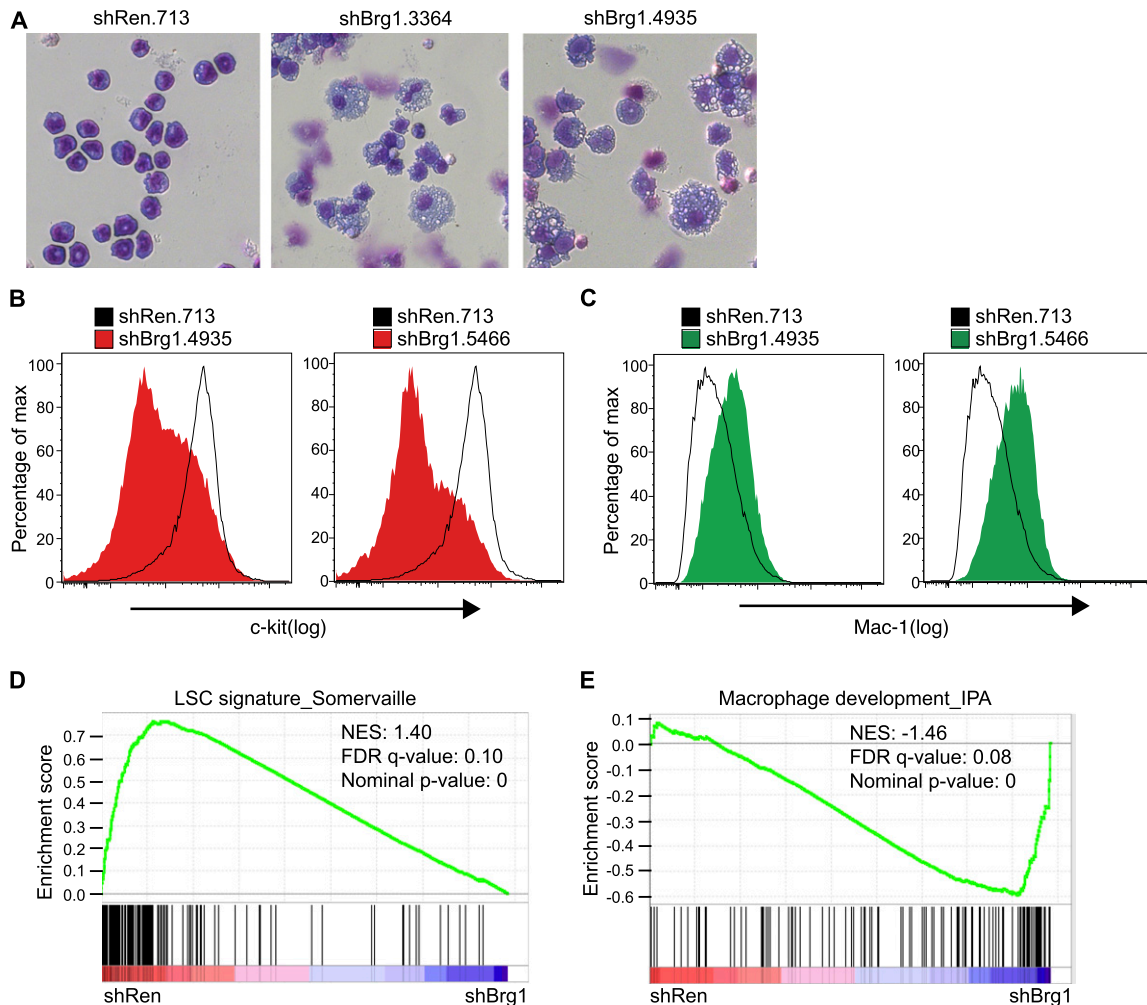 A
shRen.713
shBrg1.3364
shBrg1.4935
B
shRen.713
shBrg1.4935
shRen.713
shBrg1.5466
Percentage of max
100
80
60
40
20
0
100
80
60
40
20
0
c-kit(log)
C
shRen.713
shBrg1.4935
shRen.713
shBrg1.5466
Percentage of max
100
80
60
40
20
0
100
80
60
40
20
0
Mac-1(log)
D
LSC signature_Somervaille
NES: 1.40
FDR q-value: 0.10
Nominal p-value: 0
Enrichment score
0.7
0.6
0.5
0.4
0.3
0.2
0.1
0.0
shRen
shBrg1
E
Macrophage development_IPA
NES: -1.46
FDR q-value: 0.08
Nominal p-value: 0
Enrichment score
0.1
0.0
-0.1
-0.2
-0.3
-0.4
-0.5
-0.6
shRen
shBrg1